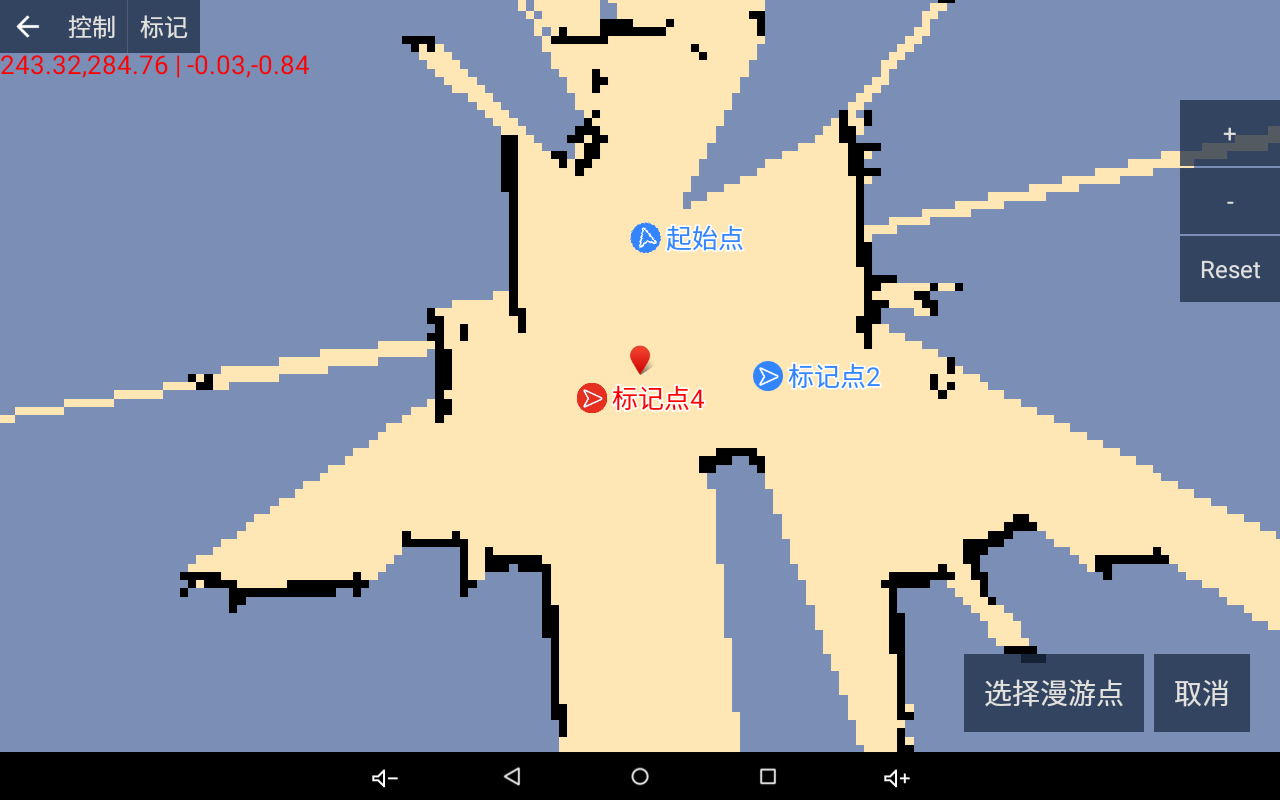 控制 标记
243.32,284.76 | -0.03,-0.84
+
-
起始点
Reset
标记点2
标记点4
选择漫游点 取消